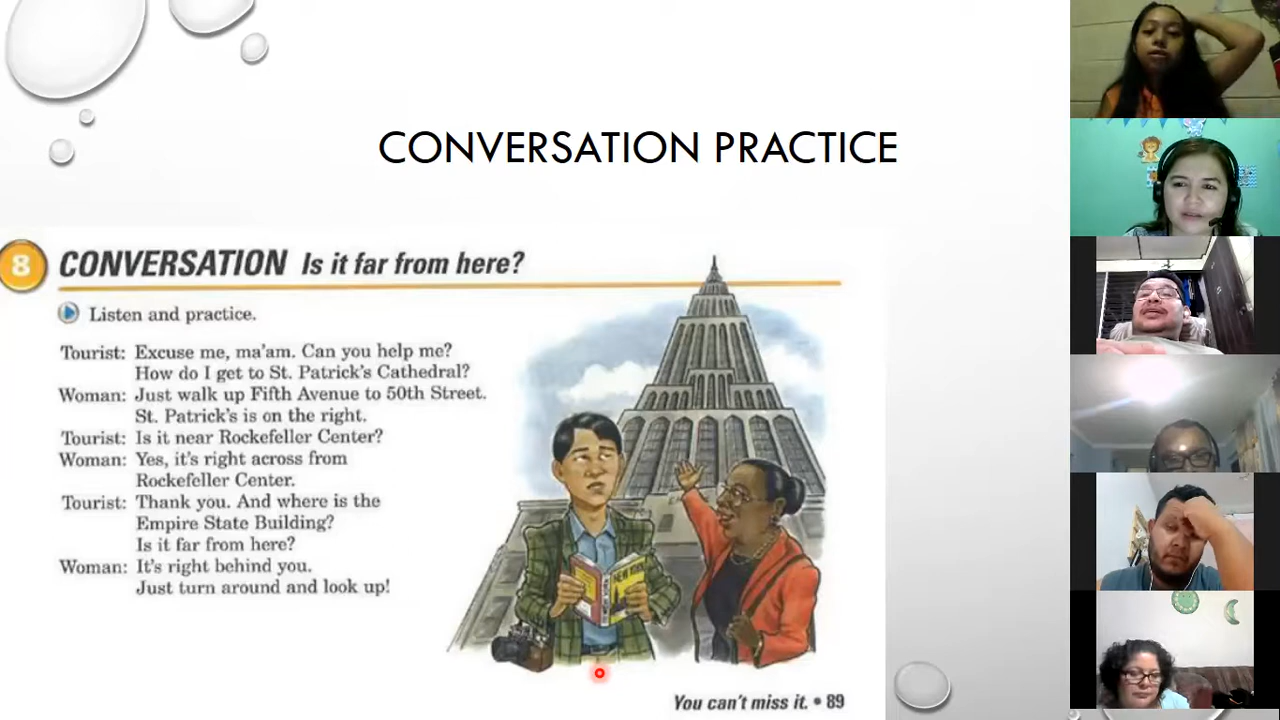 CONVERSATION PRACTICE
8 CONVERSATION Is it far from here?
Listen and practice.
Tourist: Excuse me, ma'am. Can you help me?
How do I get to St. Patrick's Cathedral?
Woman: Just walk up Fifth Avenue to 50th Street.
St. Patrick's is on the right.
Tourist: Is it near Rockefeller Center?
Woman: Yes, it's right across from
Rockefeller Center.
Tourist: Thank you. And where is the
Empire State Building?
Is it far from here?
Woman: It's right behind you.
Just turn around and look up!
NEW YORK
You can't miss it. • 89